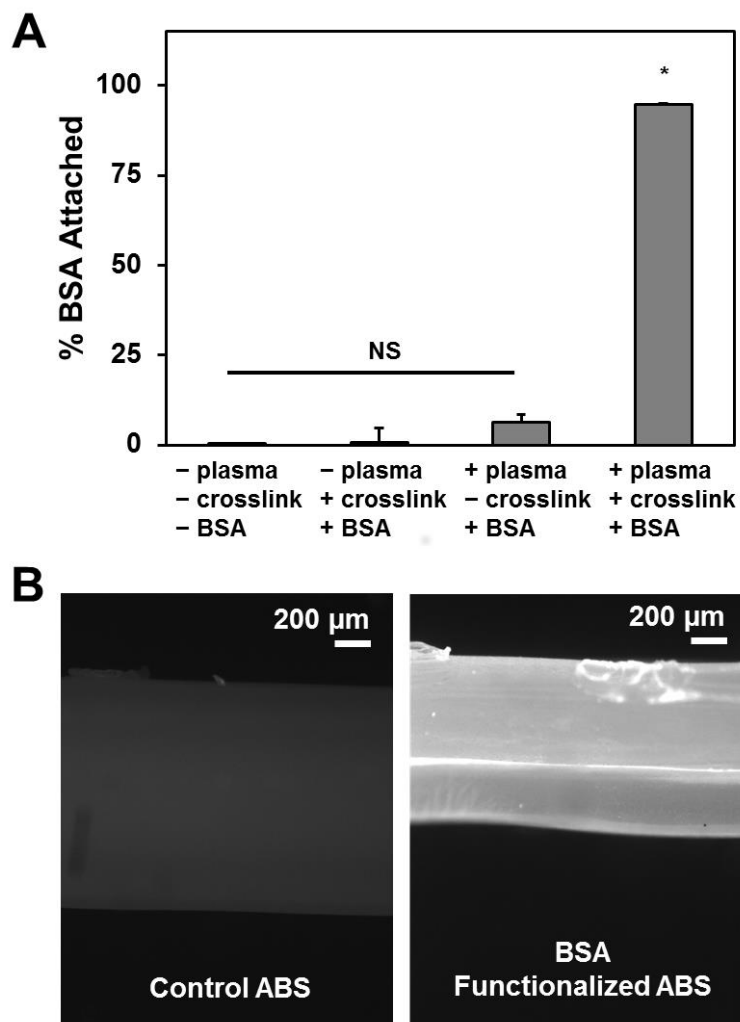 A
% BSA Attached
100
75
50
25
0
*
NS
− plasma − plasma + plasma + plasma
− crosslink + crosslink − crosslink + crosslink
− BSA + BSA + BSA + BSA
B
200 µm 200 µm
Control ABS
BSA
Functionalized ABS